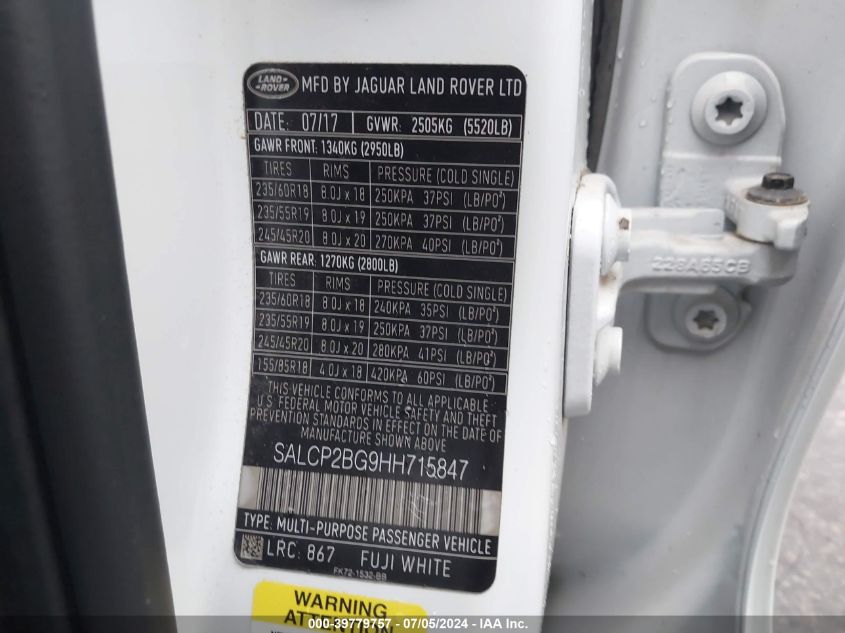 LAND-
-ROVER
MFD BY JAGUAR LAND ROVER LTD
DATE: 07/17 GVWR: 2505KG (5520LB)
GAWR FRONT: 1340KG (2950LB)
TIRES RIMS PRESSURE (COLD SINGLE)
235/60R18 8.0J x 18 250KPA 37PSI (LB/PO²)
235/55R19 8.0J x 19 250KPA 37PSI (LB/PO²)
245/45R20 8.0J x 20 270KPA 40PSI (LB/PO²)
GAWR REAR: 1270KG (2800LB)
TIRES RIMS PRESSURE (COLD SINGLE)
235/60R18 8.0J x 18 240KPA 35PSI (LB/PO²)
235/55R19 8.0J x 19 250KPA 37PSI (LB/PO²)
245/45R20 8.0J x 20 280KPA 41PSI (LB/PO²)
155/85R18 4.0J x 18 420KPA 60PSI (LB/PO²)
THIS VEHICLE CONFORMS TO ALL APPLICABLE
U.S. FEDERAL MOTOR VEHICLE SAFETY AND THEFT
PREVENTION STANDARDS IN EFFECT ON THE DATE OF
MANUFACTURE SHOWN ABOVE
SALCP2BG9HH715847
TYPE: MULTI-PURPOSE PASSENGER VEHICLE
LRC: 867 FUJI WHITE
FK72-1532-BB
228A65CB
WARNING
ATTENTION
000-39779757 - 07/05/2024 - IAA Inc.